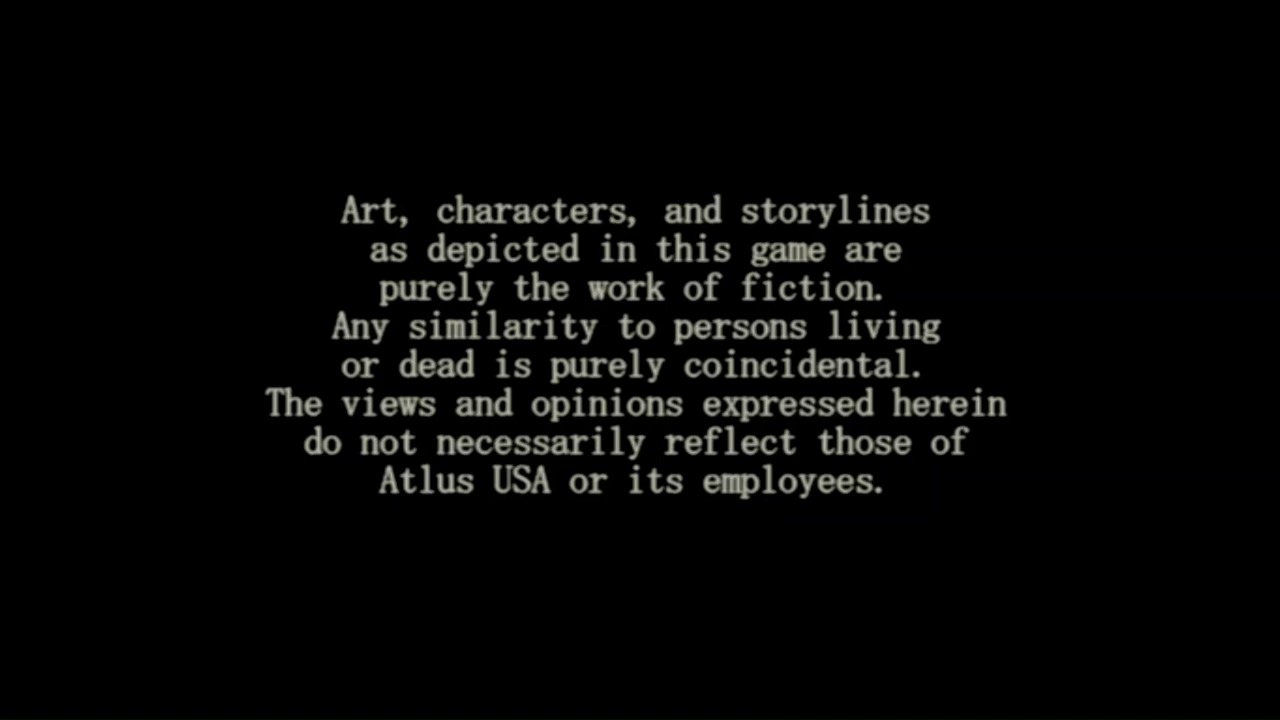 Art, characters, and storylines
as depicted in this game are
purely the work of fiction.
Any similarity to persons living
or dead is purely coincidental.
The views and opinions expressed herein
do not necessarily reflect those of
Atlus USA or its employees.